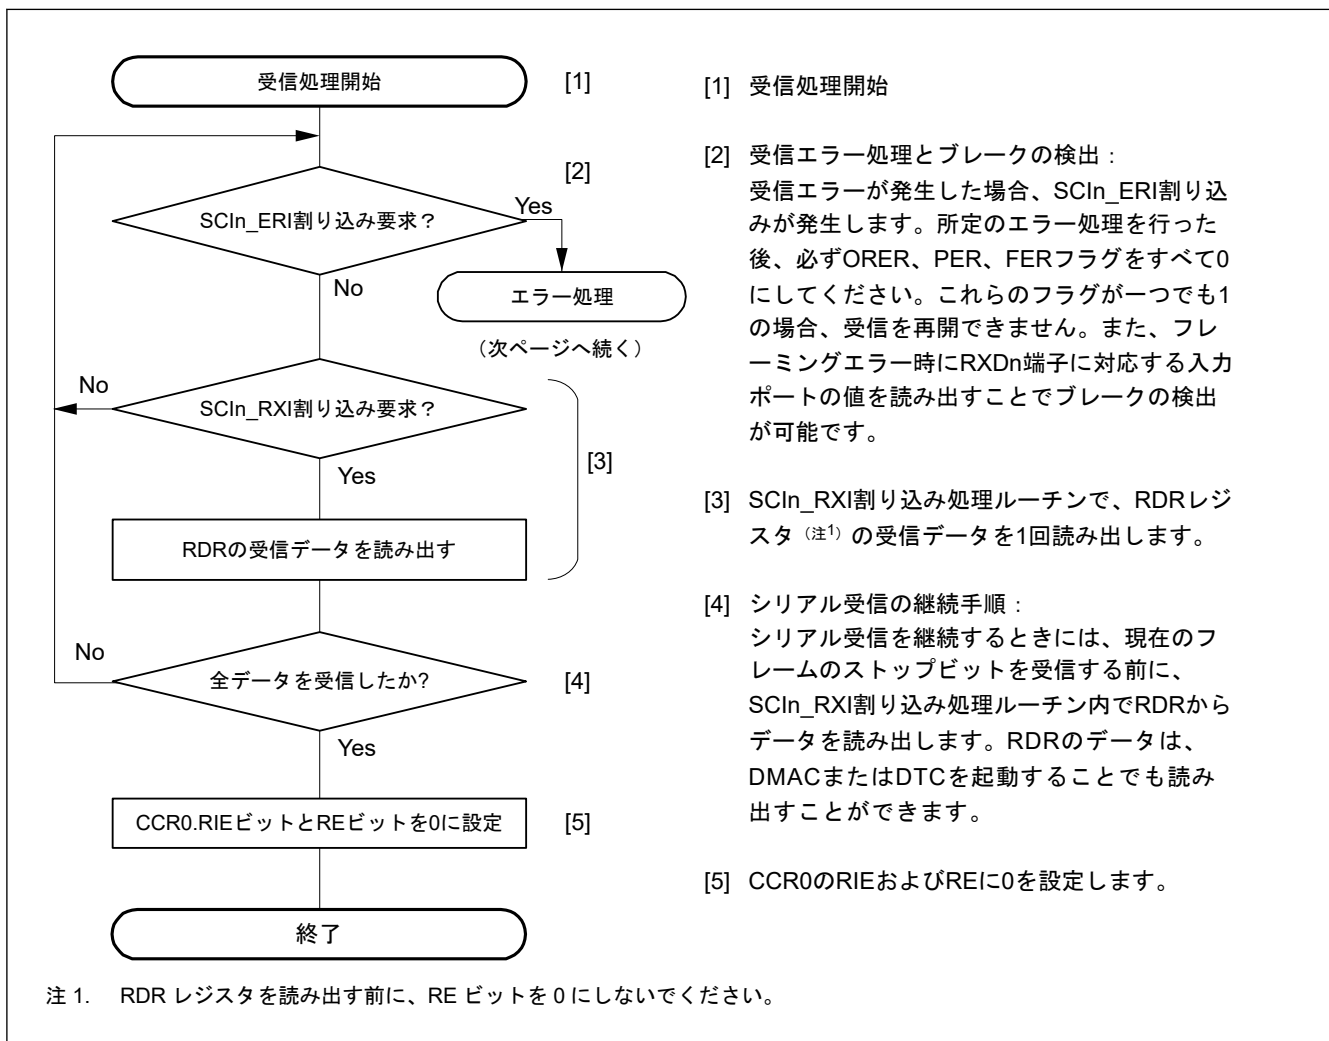 受信処理開始
[1]
SCIn_ERI割り込み要求？
[2]
Yes
No
エラー処理
（次ページへ続く）
SCIn_RXI割り込み要求？
No
Yes
[3]
RDRの受信データを読み出す
全データを受信したか?
No
[4]
Yes
CCR0.RIEビットとREビットを0に設定
[5]
終了
[1] 受信処理開始
[2] 受信エラー処理とブレークの検出：
受信エラーが発生した場合、SCIn_ERI割り込
みが発生します。所定のエラー処理を行った
後、必ずORER、PER、FERフラグをすべて0
にしてください。これらのフラグが一つでも1
の場合、受信を再開できません。また、フレ
ーミングエラー時にRXDn端子に対応する入力
ポートの値を読み出すことでブレークの検出
が可能です。
[3] SCIn_RXI割り込み処理ルーチンで、RDRレジ
スタ（注1）の受信データを1回読み出します。
[4] シリアル受信の継続手順：
シリアル受信を継続するときには、現在のフ
レームのストップビットを受信する前に、
SCIn_RXI割り込み処理ルーチン内でRDRから
データを読み出します。RDRのデータは、
DMACまたはDTCを起動することでも読み
出すことができます。
[5] CCR0のRIEおよびREに0を設定します。
注 1. RDR レジスタを読み出す前に、RE ビットを 0 にしないでください。